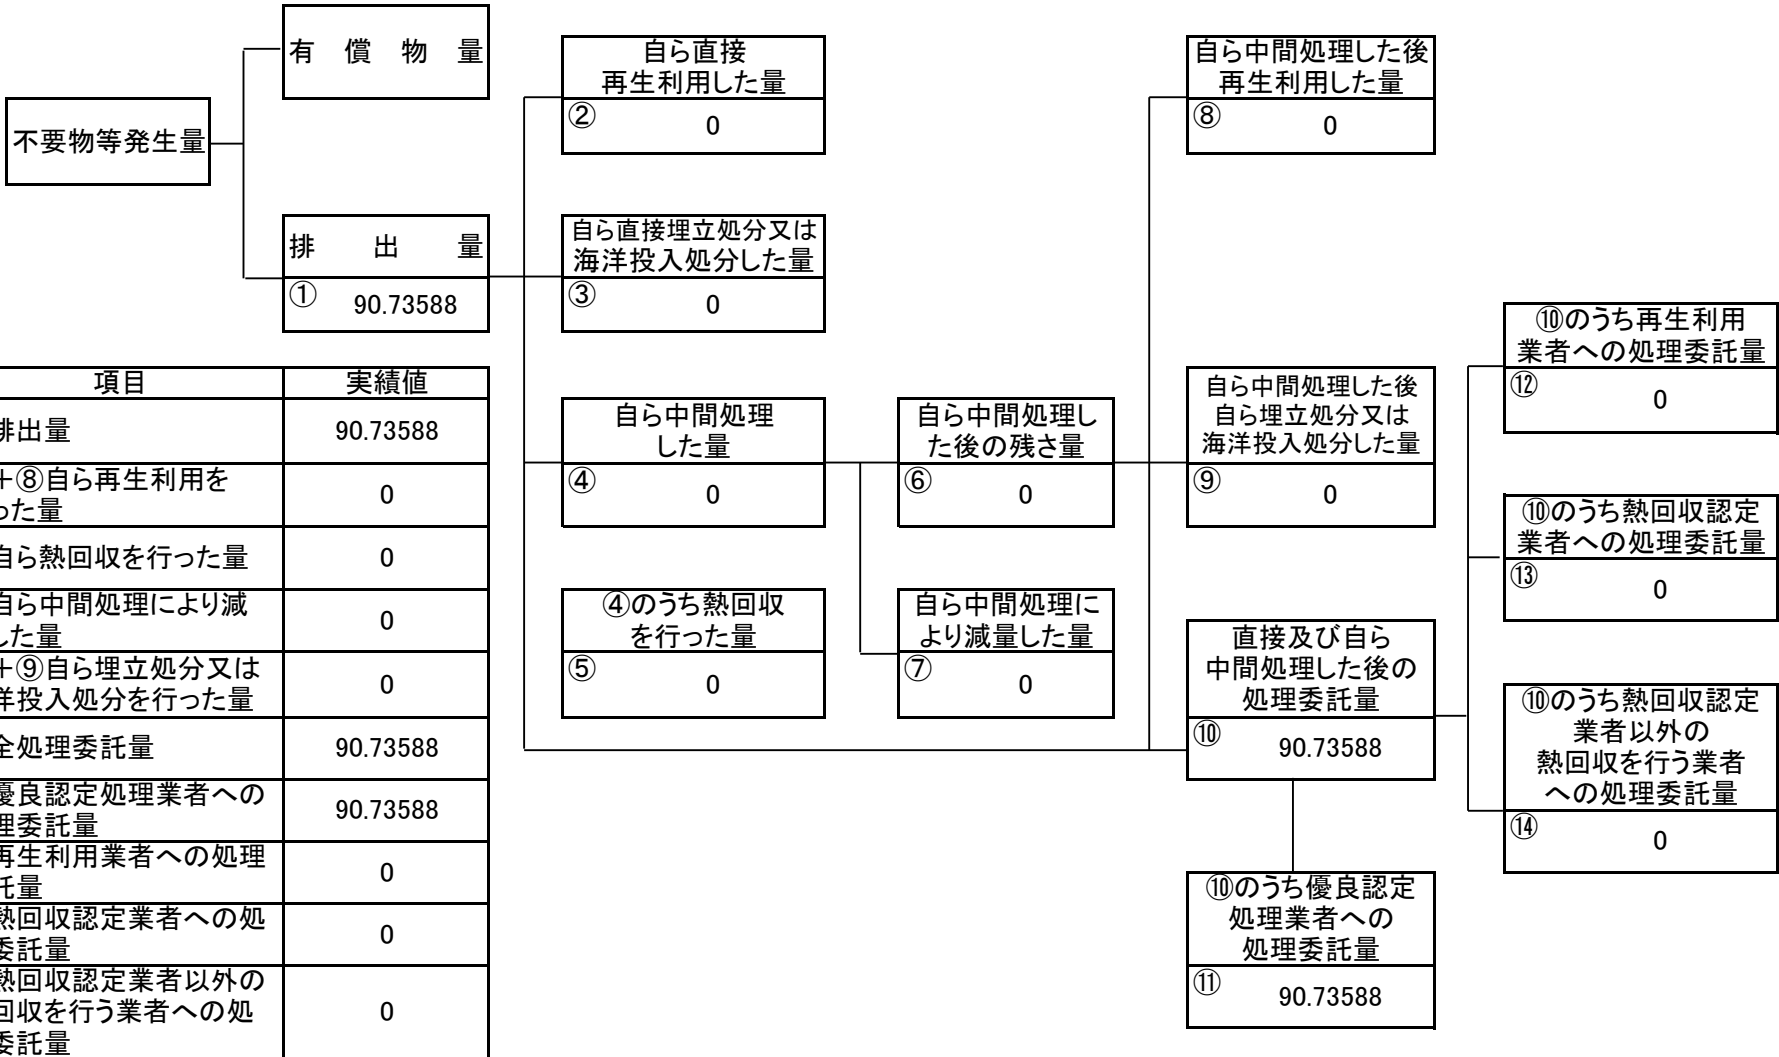 有償物量
不要物等発生量
排出量
① 90.73588
自ら直接
再生利用した量
② 0
自ら直接埋立処分又は
海洋投入処分した量
③ 0
自ら中間処理
した量
④ 0
④のうち熱回収
を行った量
⑤ 0
自ら中間処理し
た後の残さ量
⑥ 0
自ら中間処理に
より減量した量
⑦ 0
自ら中間処理した後
再生利用した量
⑧ 0
自ら中間処理した後
自ら埋立処分又は
海洋投入処分した量
⑨ 0
直接及び自ら
中間処理した後の
処理委託量
⑩ 90.73588
⑩のうち優良認定
処理業者への
処理委託量
⑪ 90.73588
⑩のうち再生利用
業者への処理委託量
⑫ 0
⑩のうち熱回収認定
業者への処理委託量
⑬ 0
⑩のうち熱回収認定
業者以外の
熱回収を行う業者
への処理委託量
⑭ 0
項目 実績値
排出量 90.73588
+⑧自ら再生利用を
った量 0
自ら熱回収を行った量 0
自ら中間処理により減
した量 0
+⑨自ら埋立処分又は
洋投入処分を行った量 0
全処理委託量 90.73588
優良認定処理業者への
理委託量 90.73588
再生利用業者への処理
託量 0
熱回収認定業者への処
委託量 0
熱回収認定業者以外の
回収を行う業者への処
委託量 0